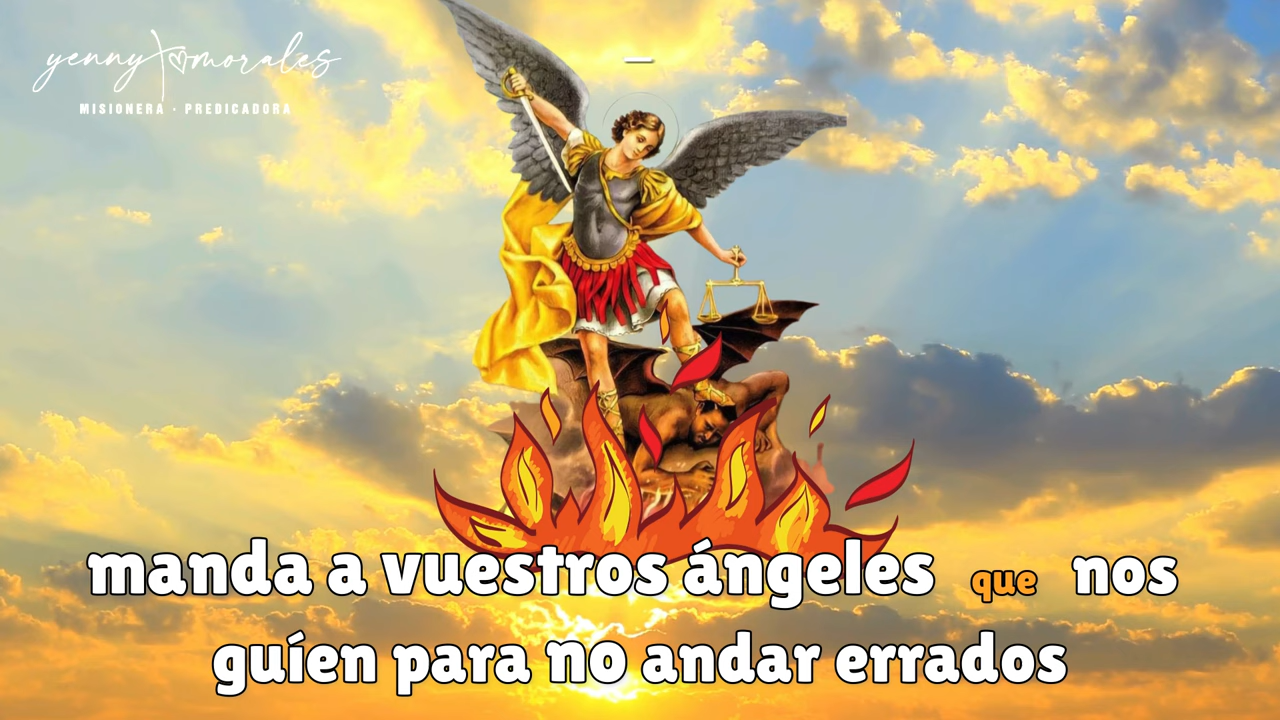 yenny morales
MISIONERA · PREDICADORA
manda a vuestros ángeles que nos
guíen para no andar errados